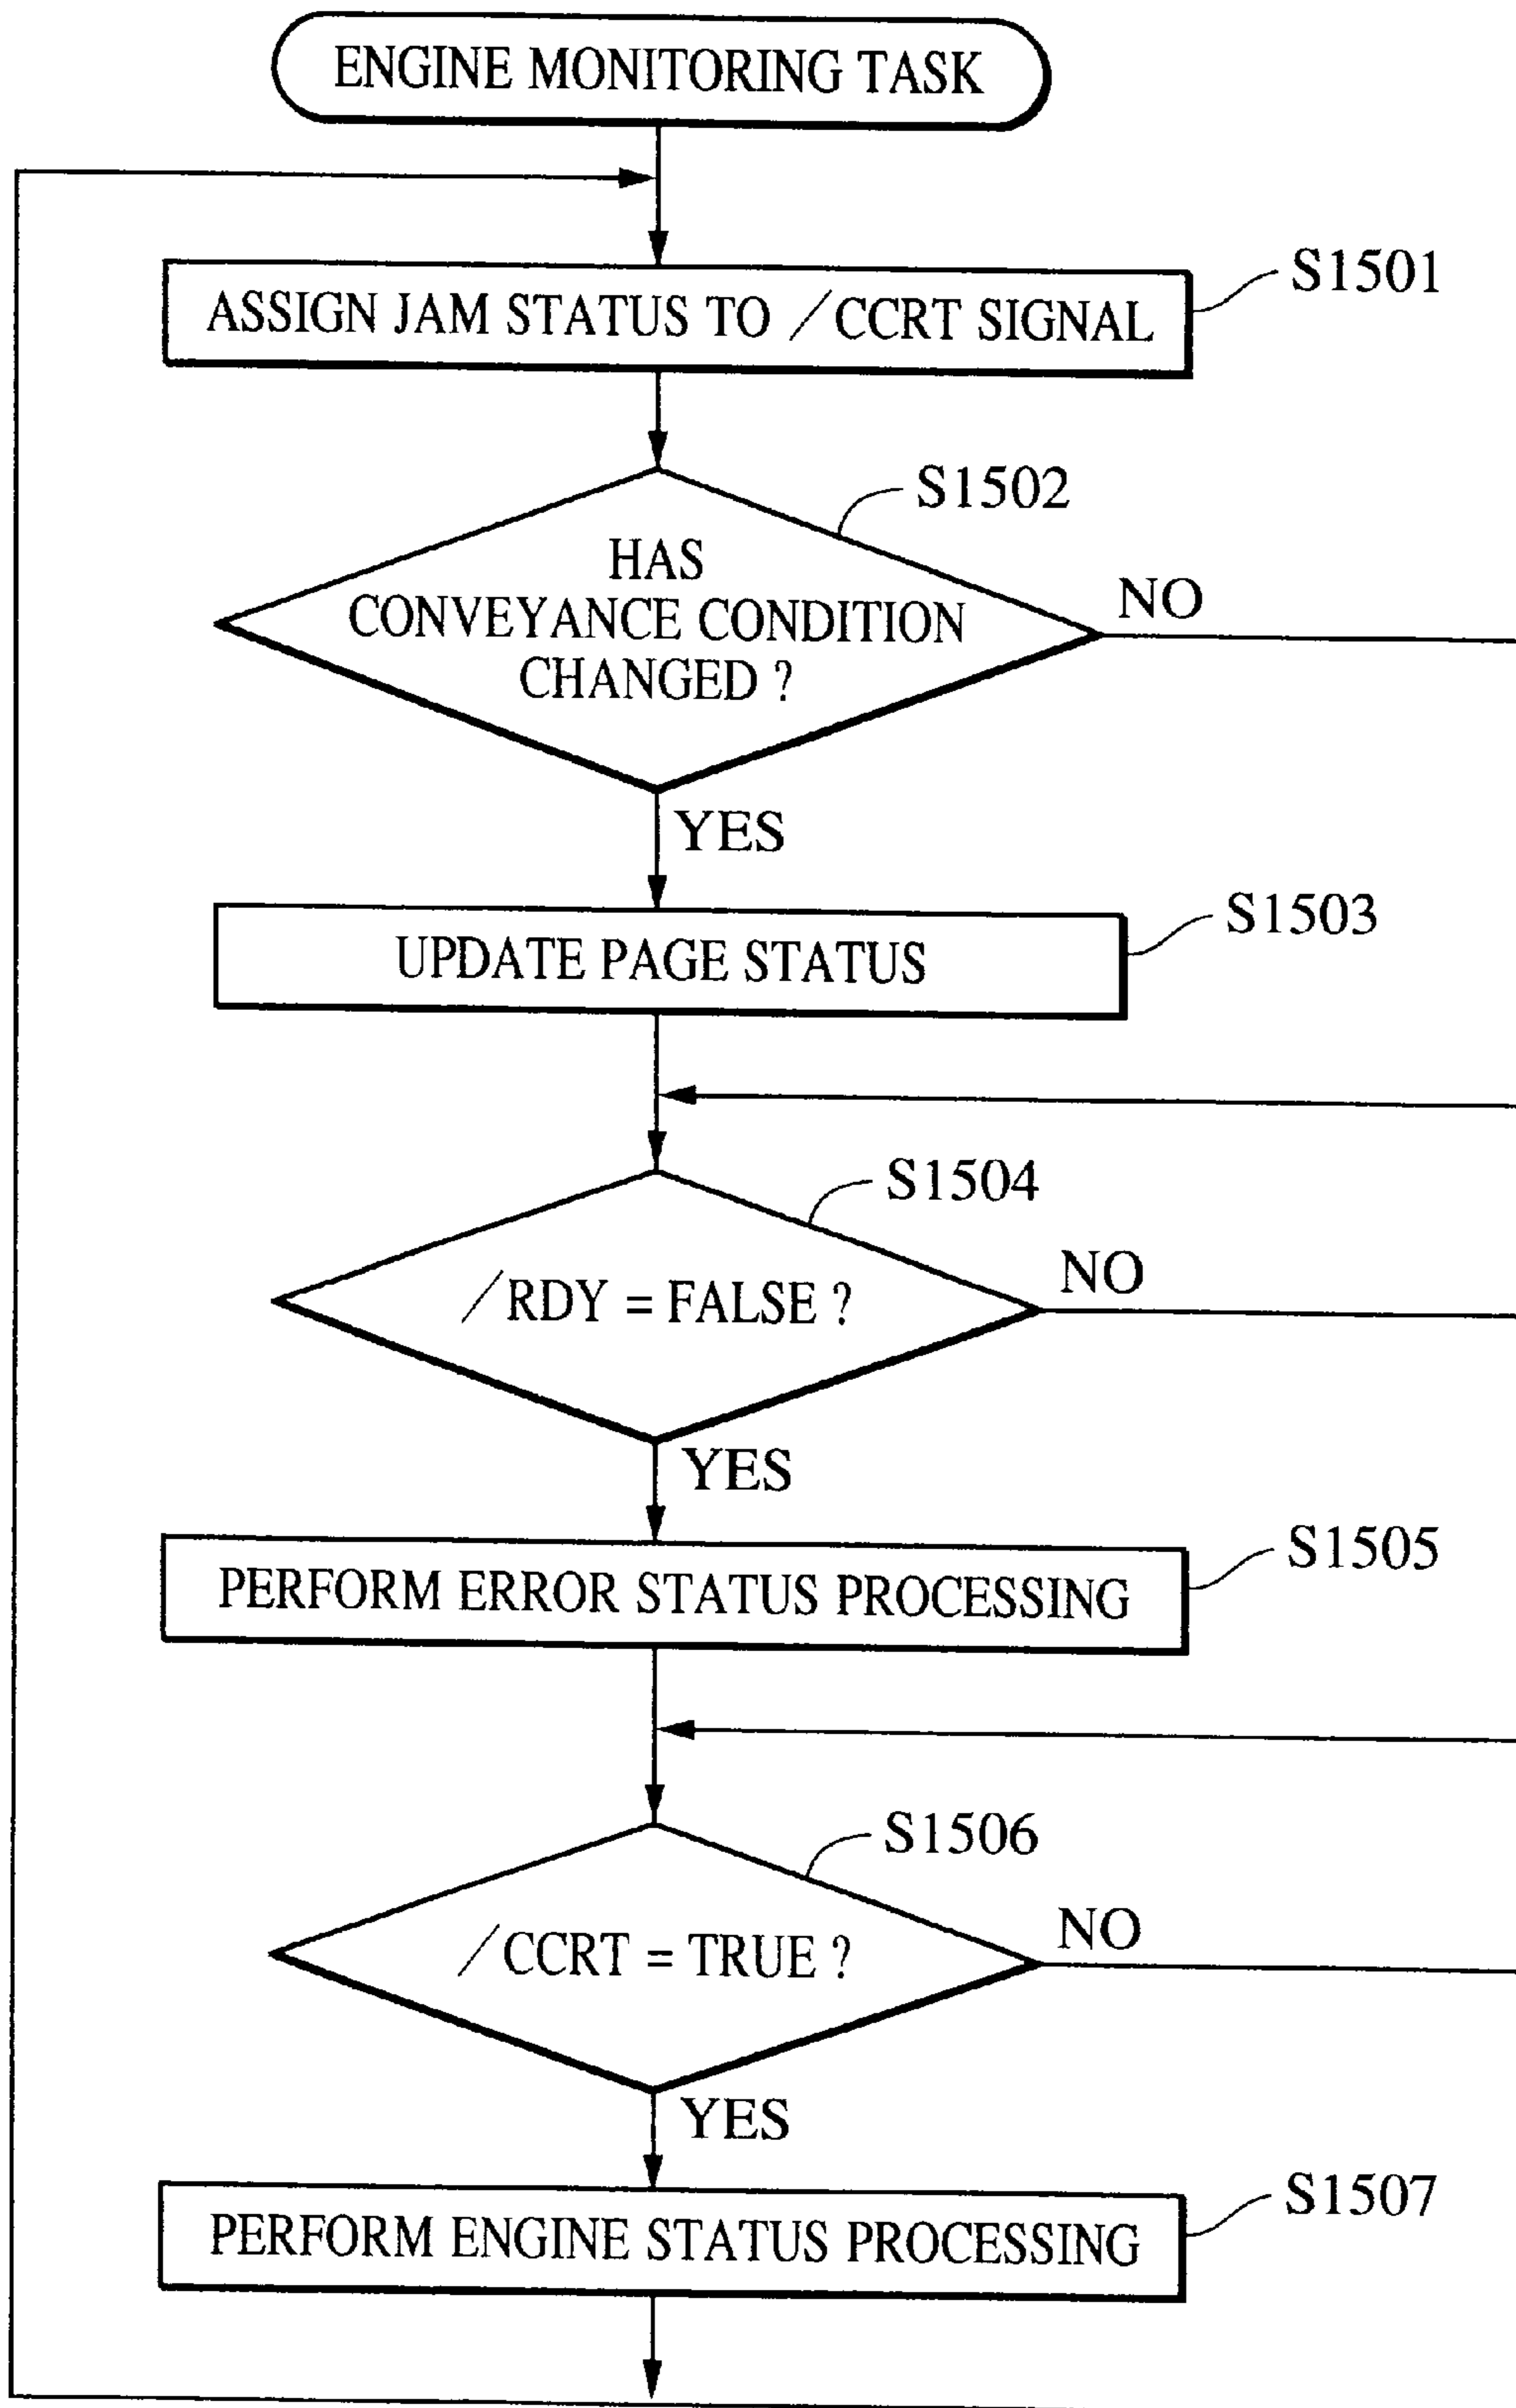 ENGINE MONITORING TASK
S1501
ASSIGN JAM STATUS TO /CCRT SIGNAL
S1502
HAS
CONVEYANCE CONDITION
CHANGED ?
NO
YES
S1503
UPDATE PAGE STATUS
S1504
/RDY = FALSE ?
NO
YES
S1505
PERFORM ERROR STATUS PROCESSING
S1506
/CCRT = TRUE ?
NO
YES
S1507
PERFORM ENGINE STATUS PROCESSING